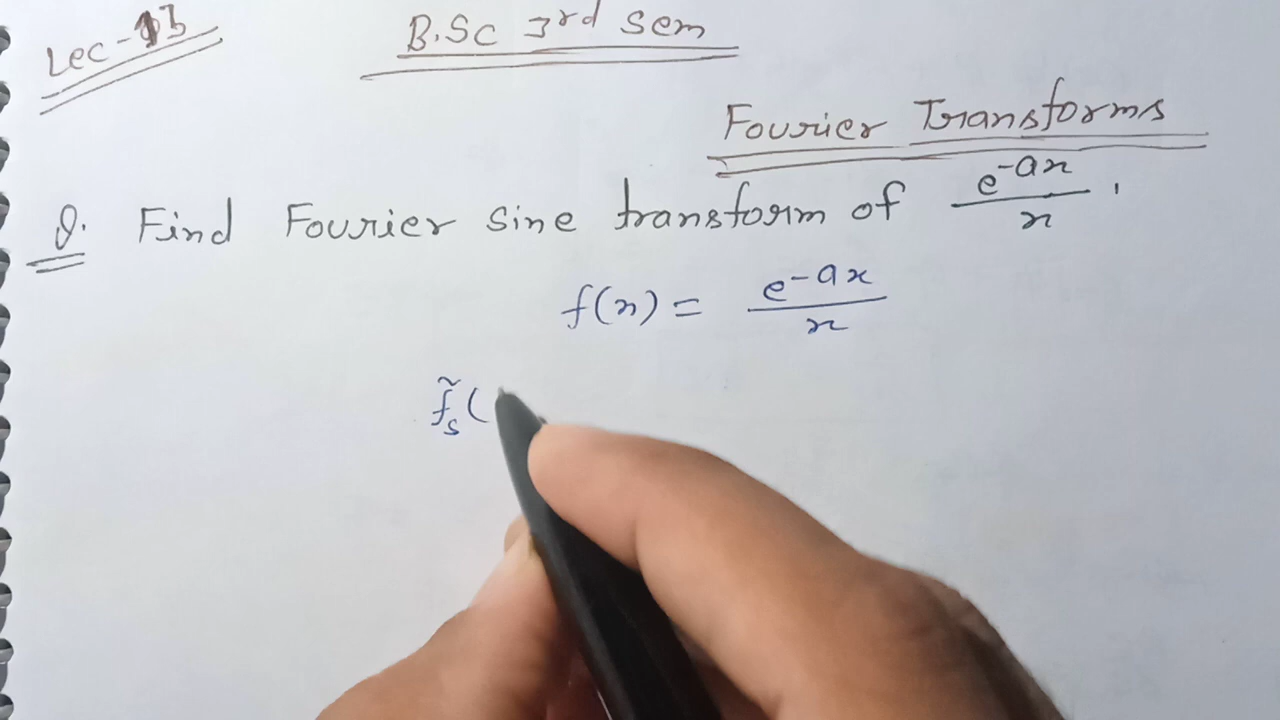 Lec-13
B.Sc 3rd Sem
Fourier Transforms
Q. Find Fourier sine transform of e^-ax / x .
f(x) = e^-ax / x
f̃s(